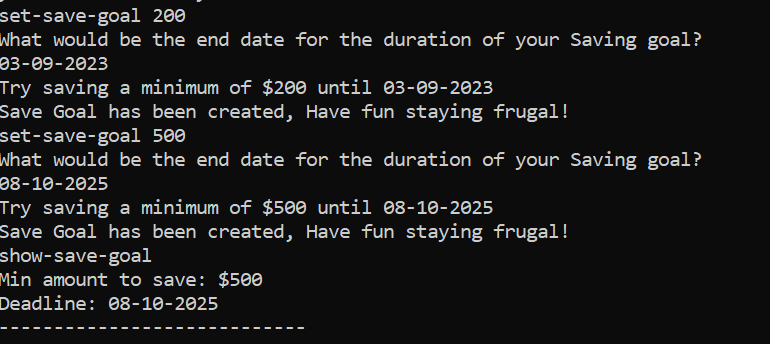 set-save-goal 200
What would be the end date for the duration of your Saving goal?
03-09-2023
Try saving a minimum of $200 until 03-09-2023
Save Goal has been created, Have fun staying frugal!
set-save-goal 500
What would be the end date for the duration of your Saving goal?
08-10-2025
Try saving a minimum of $500 until 08-10-2025
Save Goal has been created, Have fun staying frugal!
show-save-goal
Min amount to save: $500
Deadline: 08-10-2025
----------------------------